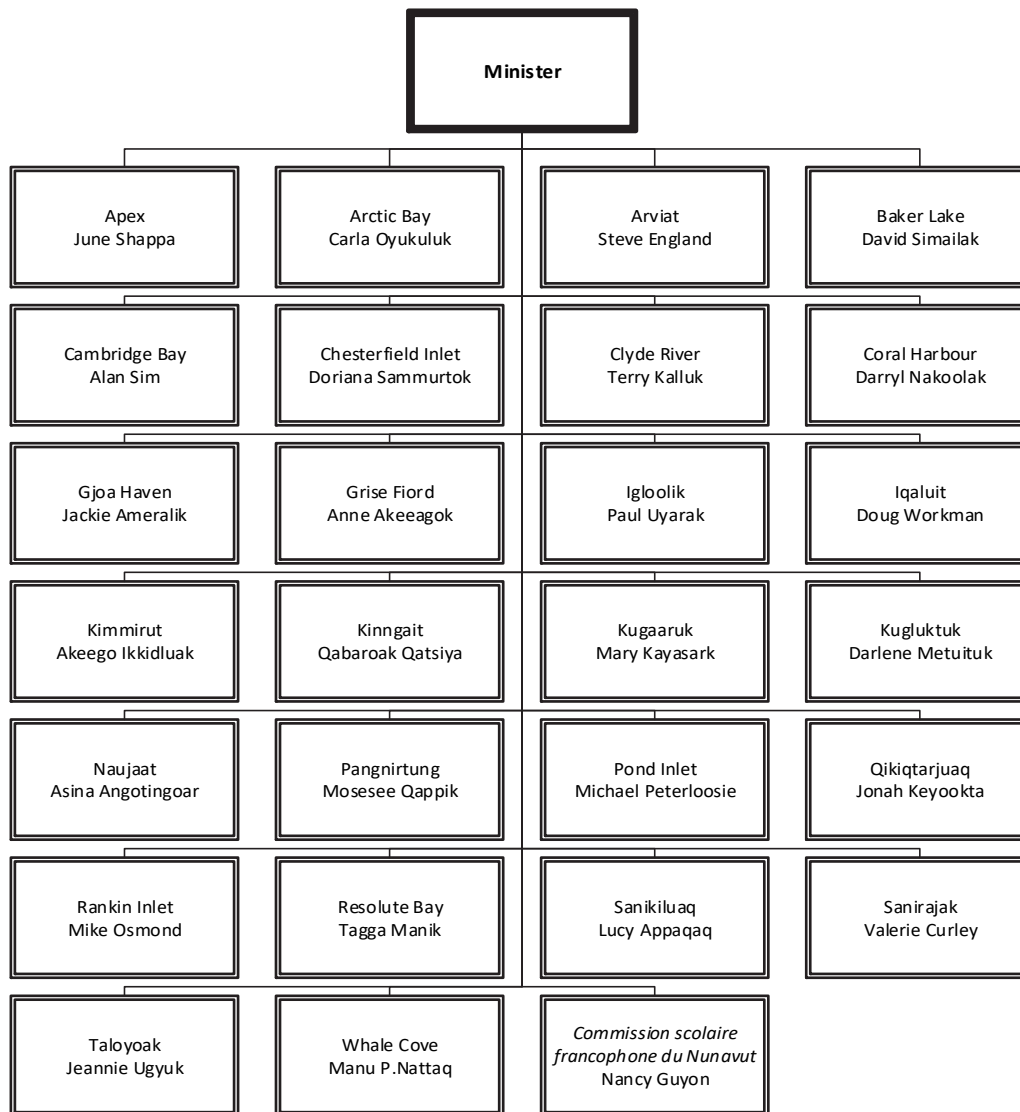 Minister
Apex
June Shappa
Arctic Bay
Carla Oyukuluk
Arviat
Steve England
Baker Lake
David Simailak
Cambridge Bay
Alan Sim
Chesterfield Inlet
Doriana Sammurtok
Clyde River
Terry Kalluk
Coral Harbour
Darryl Nakoolak
Gjoa Haven
Jackie Ameralik
Grise Fiord
Anne Akeeagok
Igloolik
Paul Uyarak
Iqaluit
Doug Workman
Kimmirut
Akeego Ikkidluak
Kinngait
Qabaroak Qatsiya
Kugaaruk
Mary Kayasark
Kugluktuk
Darlene Metuituk
Naujaat
Asina Angotingoar
Pangnirtung
Mosesee Qappik
Pond Inlet
Michael Peterloosie
Qikiqtarjuaq
Jonah Keyookta
Rankin Inlet
Mike Osmond
Resolute Bay
Tagga Manik
Sanikiluaq
Lucy Appaqaq
Sanirajak
Valerie Curley
Taloyoak
Jeannie Ugyuk
Whale Cove
Manu P.Nattaq
Commission scolaire
francophone du Nunavut
Nancy Guyon